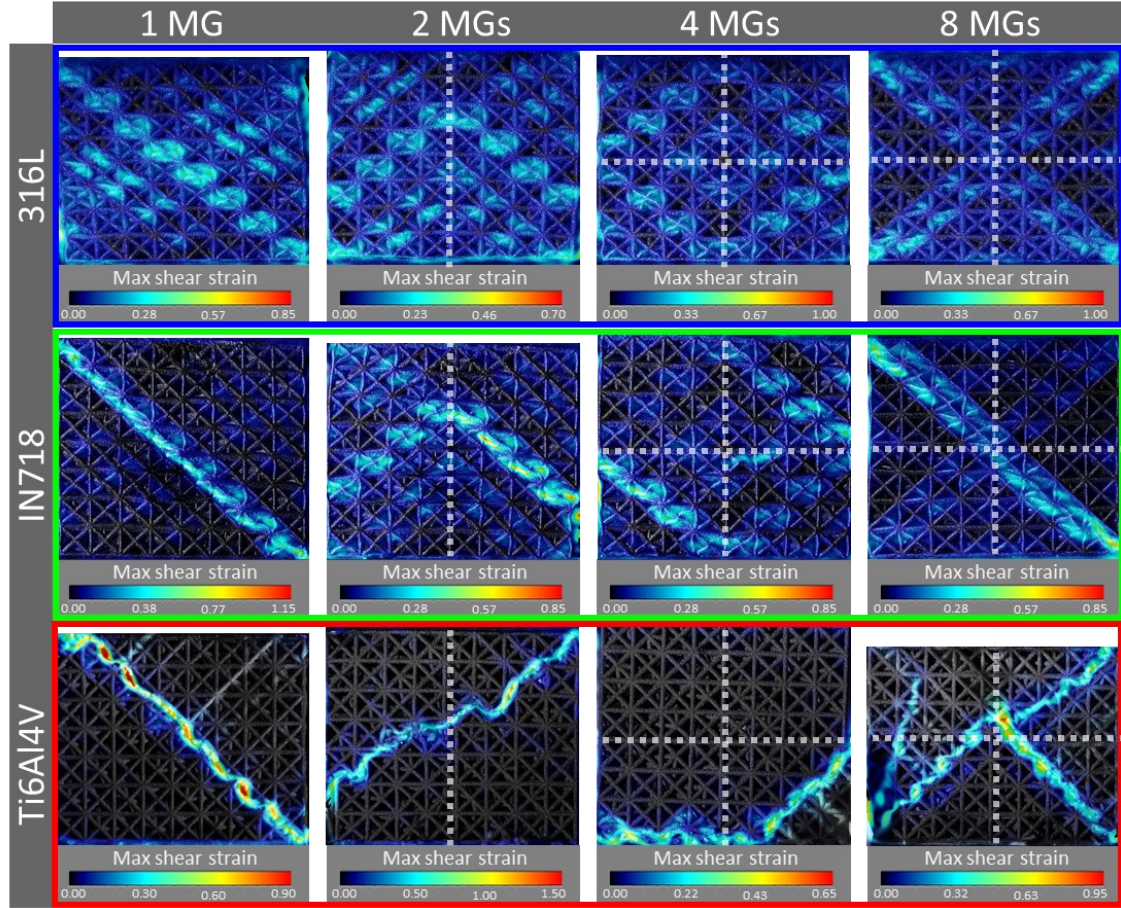 1 MG 2 MGs 4 MGs 8 MGs
316L
Max shear strain Max shear strain Max shear strain Max shear strain
0.00 0.28 0.57 0.85 0.00 0.23 0.46 0.70 0.00 0.33 0.67 1.00 0.00 0.33 0.67 1.00
IN718
Max shear strain Max shear strain Max shear strain Max shear strain
0.00 0.38 0.77 1.15 0.00 0.28 0.57 0.85 0.00 0.28 0.57 0.85 0.00 0.28 0.57 0.85
Ti6Al4V
Max shear strain Max shear strain Max shear strain Max shear strain
0.00 0.30 0.60 0.90 0.00 0.50 1.00 1.50 0.00 0.22 0.43 0.65 0.00 0.32 0.63 0.95